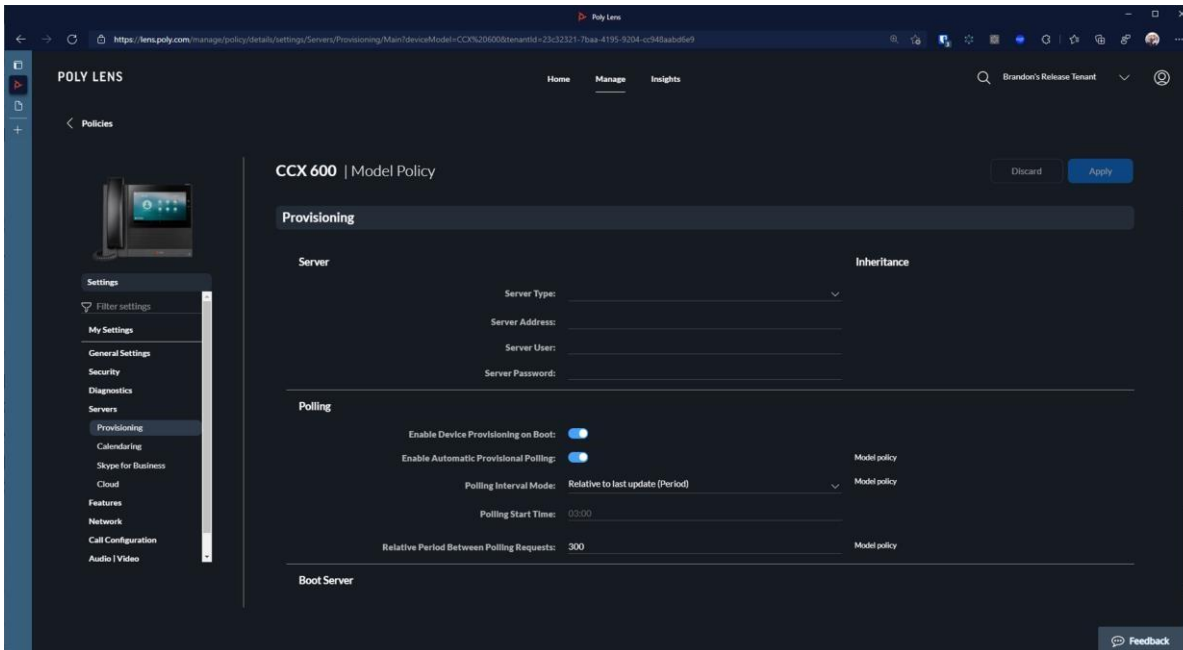 Poly Lens
https://lens.poly.com/manage/policy/details/settings/Servers/Provisioning/Main?deviceModel=CCX%20600&tenantId=23c32321-7baa-4195-9204-cc948aabd6e9
POLY LENS
Home Manage Insights
Brandon's Release Tenant
Policies
CCX 600 | Model Policy
Discard Apply
Provisioning
Server Inheritance
Server Type:
Server Address:
Server User:
Server Password:
Polling
Enable Device Provisioning on Boot:
Enable Automatic Provisional Polling: Model policy
Polling Interval Mode: Relative to last update (Period) Model policy
Polling Start Time: 03:00
Relative Period Between Polling Requests: 300 Model policy
Boot Server
Settings
Filter settings
My Settings
General Settings
Security
Diagnostics
Servers
Provisioning
Calendaring
Skype for Business
Cloud
Features
Network
Call Configuration
Audio | Video
Feedback